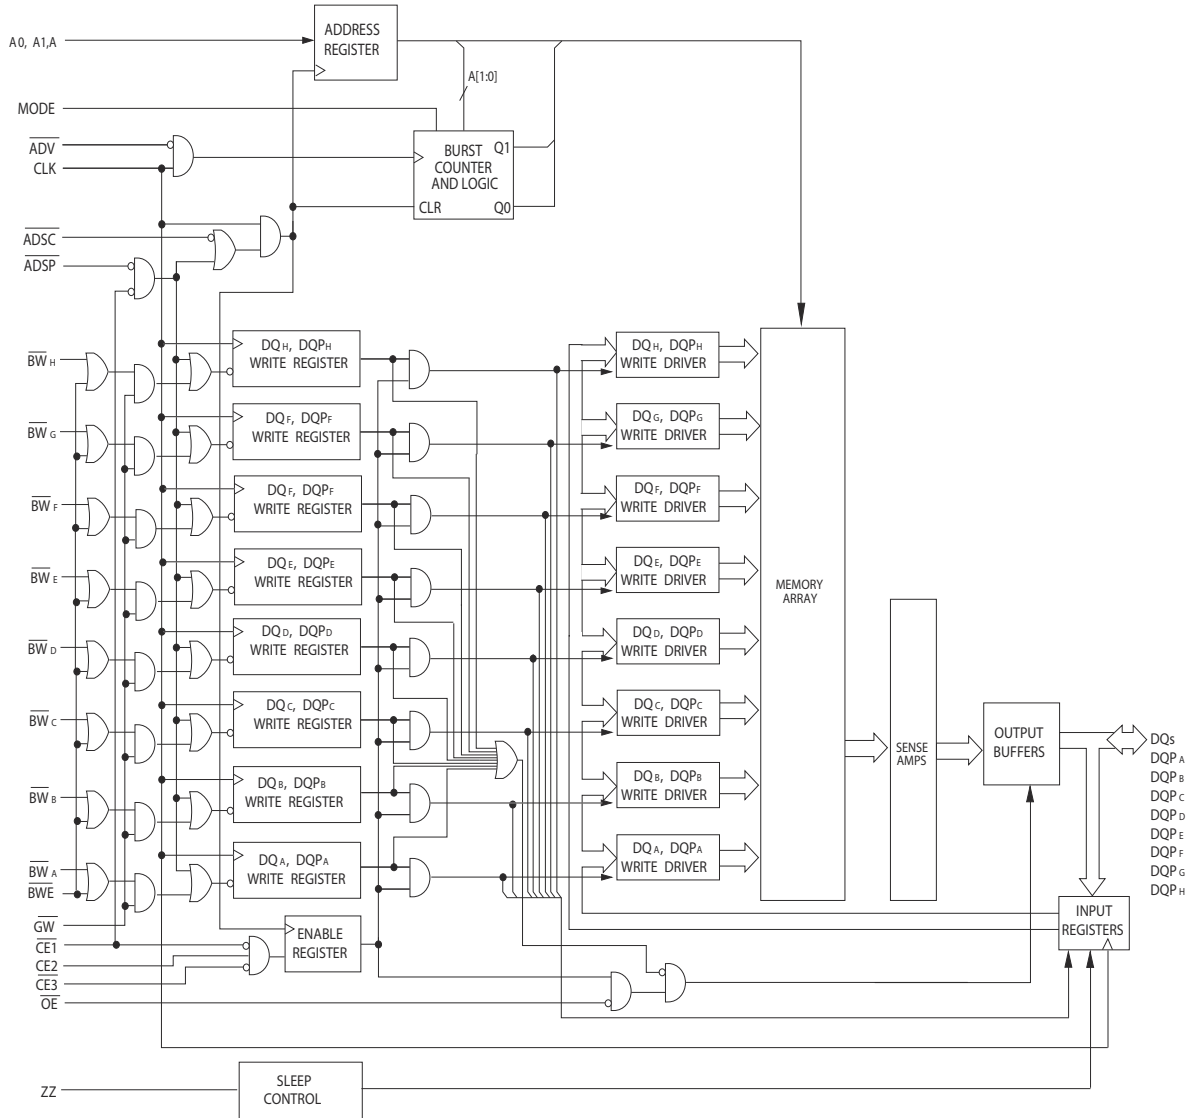 A0, A1,A
ADDRESS
REGISTER
A[1:0]
MODE
ADV
CLK
BURST
COUNTER
AND LOGIC
Q1
CLR
Q0
ADSC
ADSP
BW H
DQ H, DQP H
WRITE REGISTER
DQ H, DQP H
WRITE DRIVER
BW G
DQ F, DQP F
WRITE REGISTER
DQ G, DQP G
WRITE DRIVER
BW F
DQ F, DQP F
WRITE REGISTER
DQ F, DQP F
WRITE DRIVER
BW E
DQ E, DQP E
WRITE REGISTER
DQ E, DQP E
WRITE DRIVER
MEMORY
ARRAY
BW D
DQ D, DQP D
WRITE REGISTER
DQ D, DQP D
WRITE DRIVER
BW C
DQ C, DQP C
WRITE REGISTER
DQ C, DQP C
WRITE DRIVER
SENSE
AMPS
OUTPUT
BUFFERS
DQs
DQP A
DQP B
DQP C
DQP D
DQP E
DQP F
DQP G
DQP H
BW B
DQ B, DQP B
WRITE REGISTER
DQ B, DQP B
WRITE DRIVER
BW A
BWE
DQ A, DQP A
WRITE REGISTER
DQ A, DQP A
WRITE DRIVER
GW
CE1
CE2
CE3
OE
ENABLE
REGISTER
INPUT
REGISTERS
ZZ
SLEEP
CONTROL